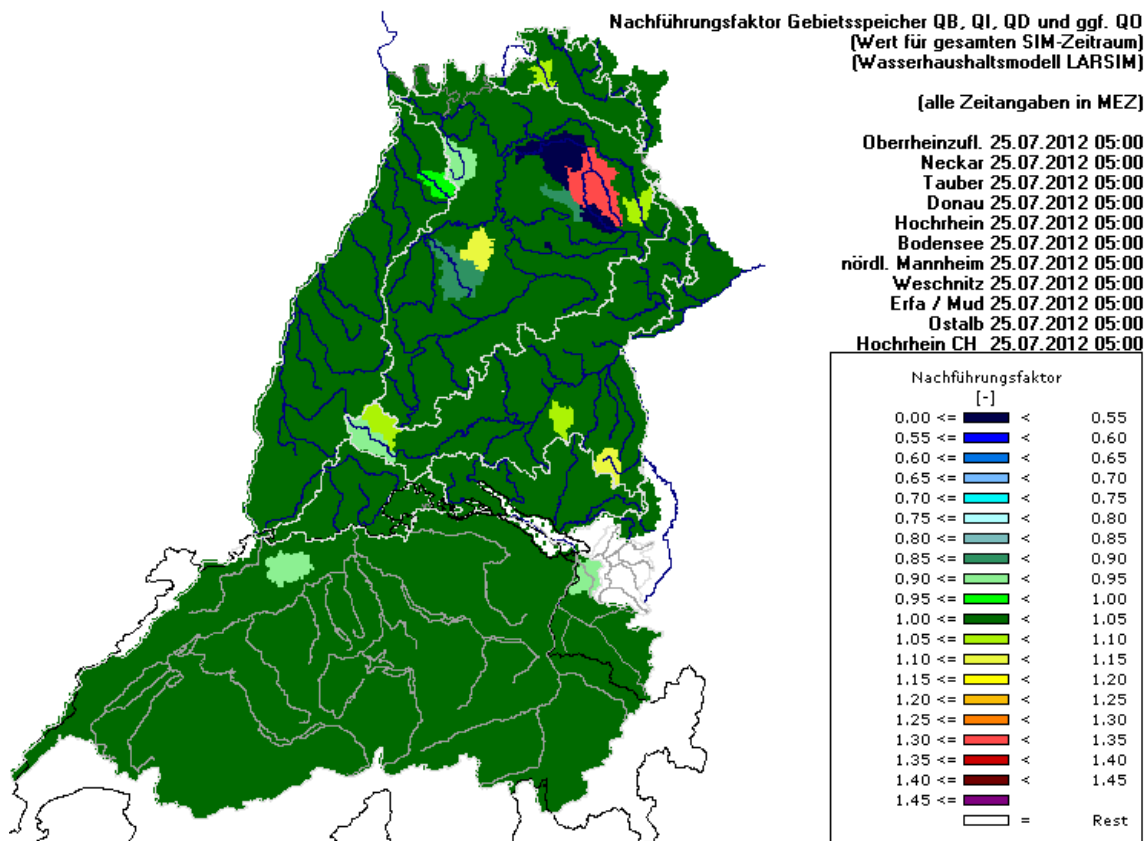 Nachführungsfaktor Gebietsspeicher QB, QI, QD und ggf. QO
(Wert für gesamten SIM-Zeitraum)
(Wasserhaushaltsmodell LARSIM)
(alle Zeitangaben in MEZ)
Oberrheinzufl. 25.07.2012 05:00
Neckar 25.07.2012 05:00
Tauber 25.07.2012 05:00
Donau 25.07.2012 05:00
Hochrhein 25.07.2012 05:00
Bodensee 25.07.2012 05:00
nördl. Mannheim 25.07.2012 05:00
Weschnitz 25.07.2012 05:00
Erfa / Mud 25.07.2012 05:00
Ostalb 25.07.2012 05:00
Hochrhein CH 25.07.2012 05:00
Nachführungsfaktor
[-]
0.00 <= < 0.55
0.55 <= < 0.60
0.60 <= < 0.65
0.65 <= < 0.70
0.70 <= < 0.75
0.75 <= < 0.80
0.80 <= < 0.85
0.85 <= < 0.90
0.90 <= < 0.95
0.95 <= < 1.00
1.00 <= < 1.05
1.05 <= < 1.10
1.10 <= < 1.15
1.15 <= < 1.20
1.20 <= < 1.25
1.25 <= < 1.30
1.30 <= < 1.35
1.35 <= < 1.40
1.40 <= < 1.45
1.45 <=
= Rest